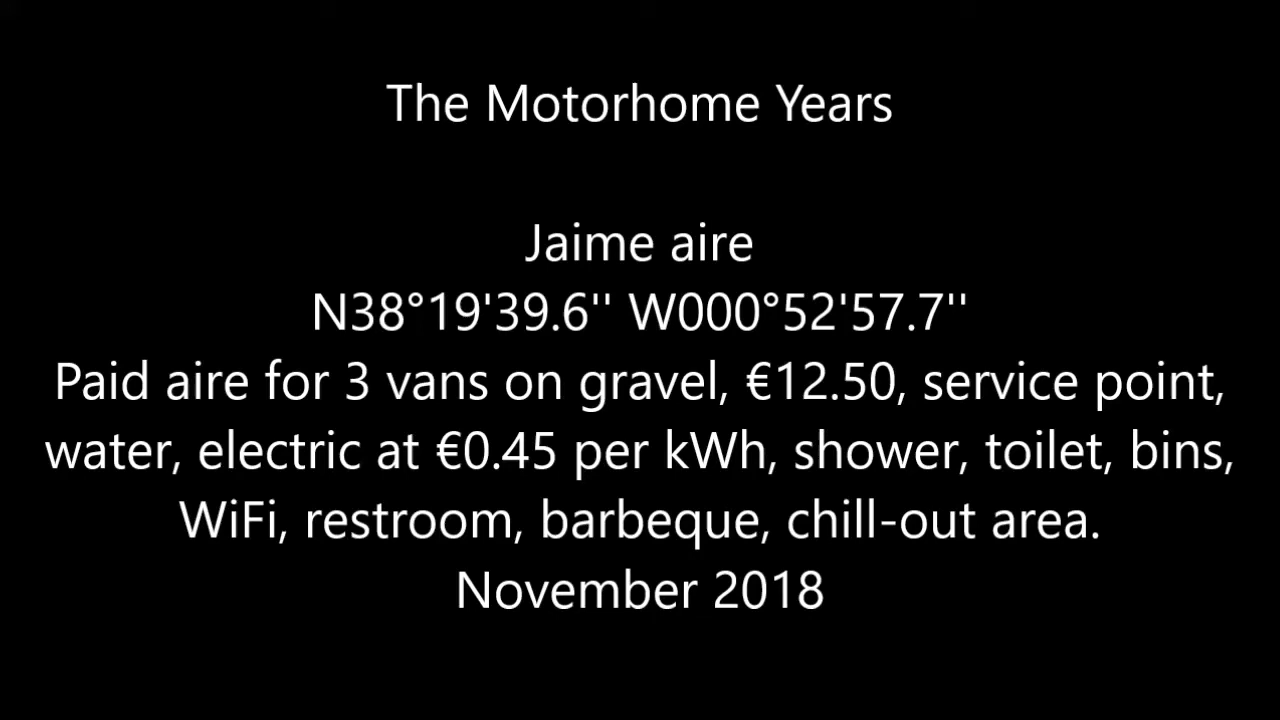 The Motorhome Years
Jaime aire
N38°19'39.6'' W000°52'57.7''
Paid aire for 3 vans on gravel, €12.50, service point,
water, electric at €0.45 per kWh, shower, toilet, bins,
WiFi, restroom, barbeque, chill-out area.
November 2018